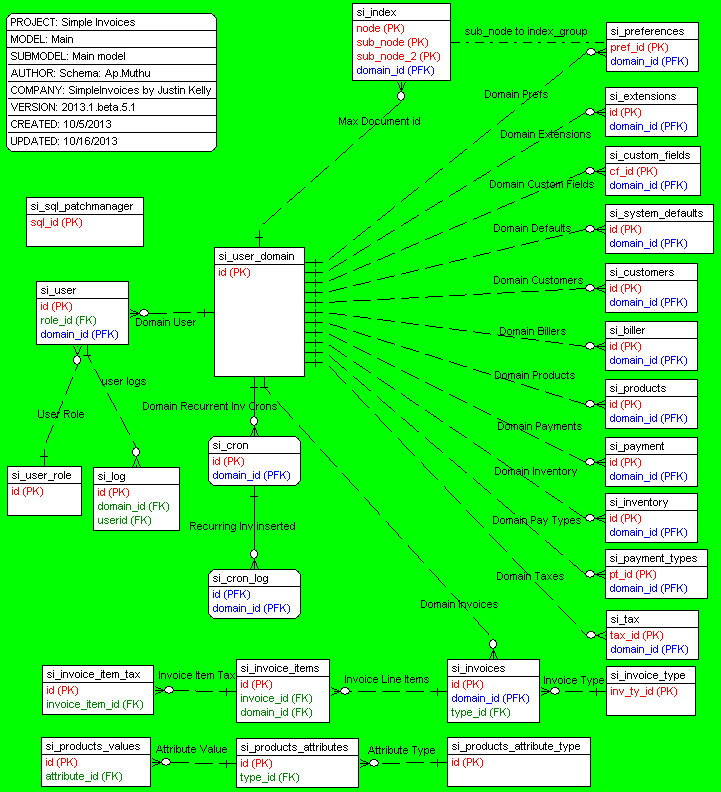 PROJECT: Simple Invoices
MODEL: Main
SUBMODEL: Main model
AUTHOR: Schema: Ap.Muthu
COMPANY: SimpleInvoices by Justin Kelly
VERSION: 2013.1.beta.5.1
CREATED: 10/5/2013
UPDATED: 10/16/2013
si_index
node (PK)
sub_node (PK)
sub_node_2 (PK)
domain_id (PFK)
sub_node to index_group
si_preferences
pref_id (PK)
domain_id (PFK)
Domain Prefs
Max Document id
si_extensions
id (PK)
domain_id (PFK)
Domain Extensions
si_custom_fields
cf_id (PK)
domain_id (PFK)
Domain Custom Fields
si_sql_patchmanager
sql_id (PK)
si_system_defaults
id (PK)
domain_id (PFK)
Domain Defaults
si_user_domain
id (PK)
si_customers
id (PK)
domain_id (PFK)
Domain Customers
si_user
id (PK)
role_id (FK)
domain_id (PFK)
Domain User
si_biller
id (PK)
domain_id (PFK)
Domain Billers
user logs
User Role
Domain Products
si_products
id (PK)
domain_id (PFK)
Domain Recurrent Inv Crons
Domain Payments
si_cron
id (PK)
domain_id (PFK)
si_payment
id (PK)
domain_id (PFK)
si_user_role
id (PK)
si_log
id (PK)
domain_id (FK)
userid (FK)
Domain Inventory
si_inventory
id (PK)
domain_id (PFK)
Recurring Inv inserted
Domain Pay Types
si_payment_types
pt_id (PK)
domain_id (PFK)
si_cron_log
id (PFK)
domain_id (PFK)
Domain Taxes
Domain Invoices
si_tax
tax_id (PK)
domain_id (PFK)
si_invoice_item_tax
id (PK)
invoice_item_id (FK)
Invoice Item Tax
si_invoice_items
id (PK)
invoice_id (FK)
domain_id (FK)
Invoice Line Items
si_invoices
id (PK)
domain_id (PFK)
type_id (FK)
Invoice Type
si_invoice_type
inv_ty_id (PK)
si_products_values
id (PK)
attribute_id (FK)
Attribute Value
si_products_attributes
id (PK)
type_id (FK)
Attribute Type
si_products_attribute_type
id (PK)